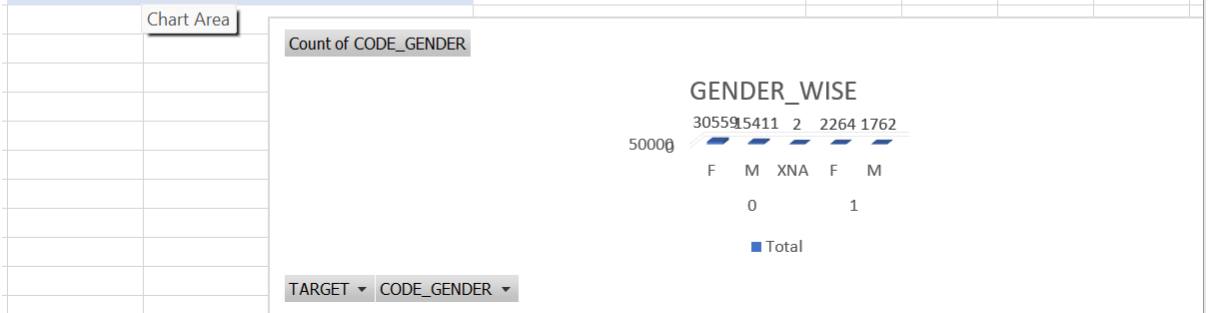 Chart Area
Count of CODE_GENDER
GENDER_WISE
30559 15411 2 2264 1762
50000
0
F M XNA F M
0 1
Total
TARGET CODE_GENDER